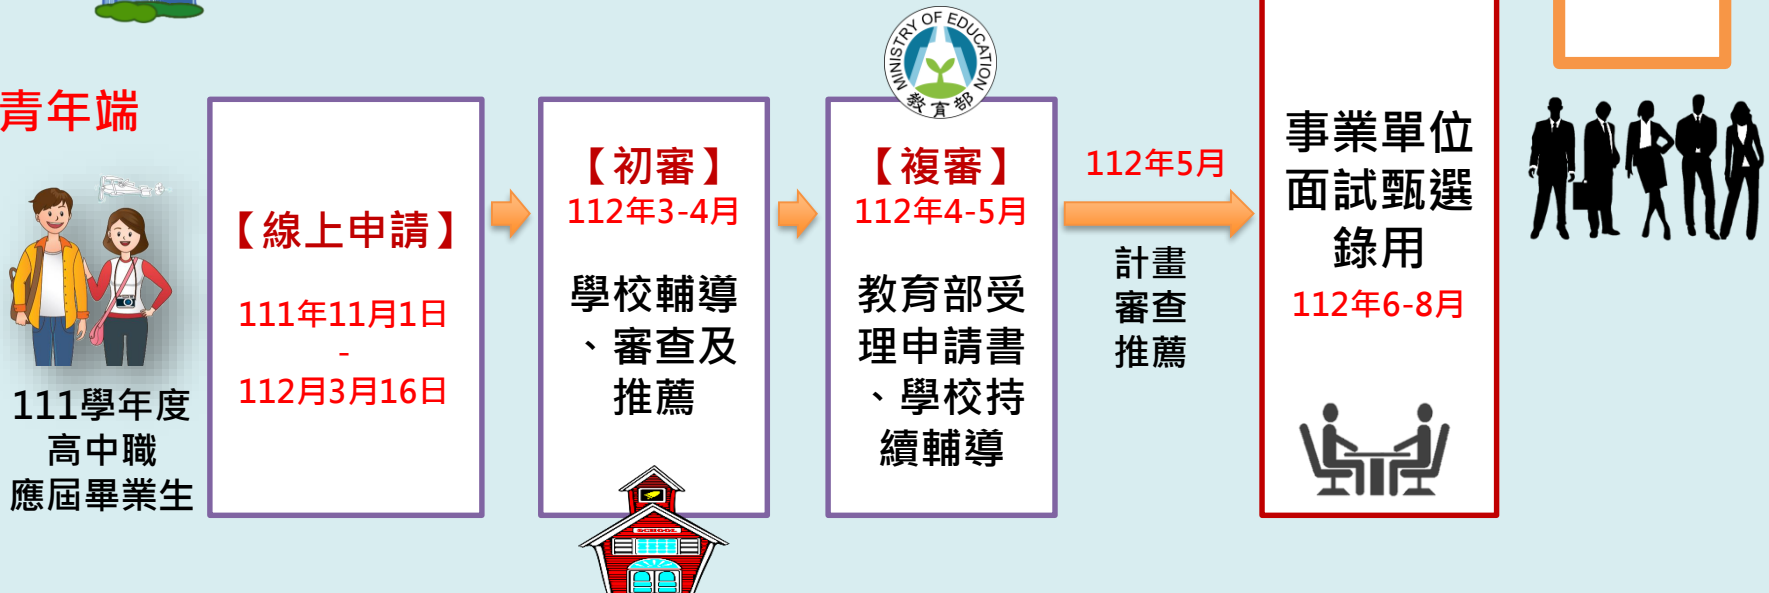 青年端
111學年度
高中職
應屆畢業生
【線上申請】
111年11月1日
-
112月3月16日
【初審】
112年3-4月
學校輔導
、審查及
推薦
SCHOOL
MINISTRY OF EDUCATION
教育部
【複審】
112年4-5月
教育部受
理申請書
、學校持
續輔導
112年5月
計畫
審查
推薦
事業單位
面試甄選
錄用
112年6-8月